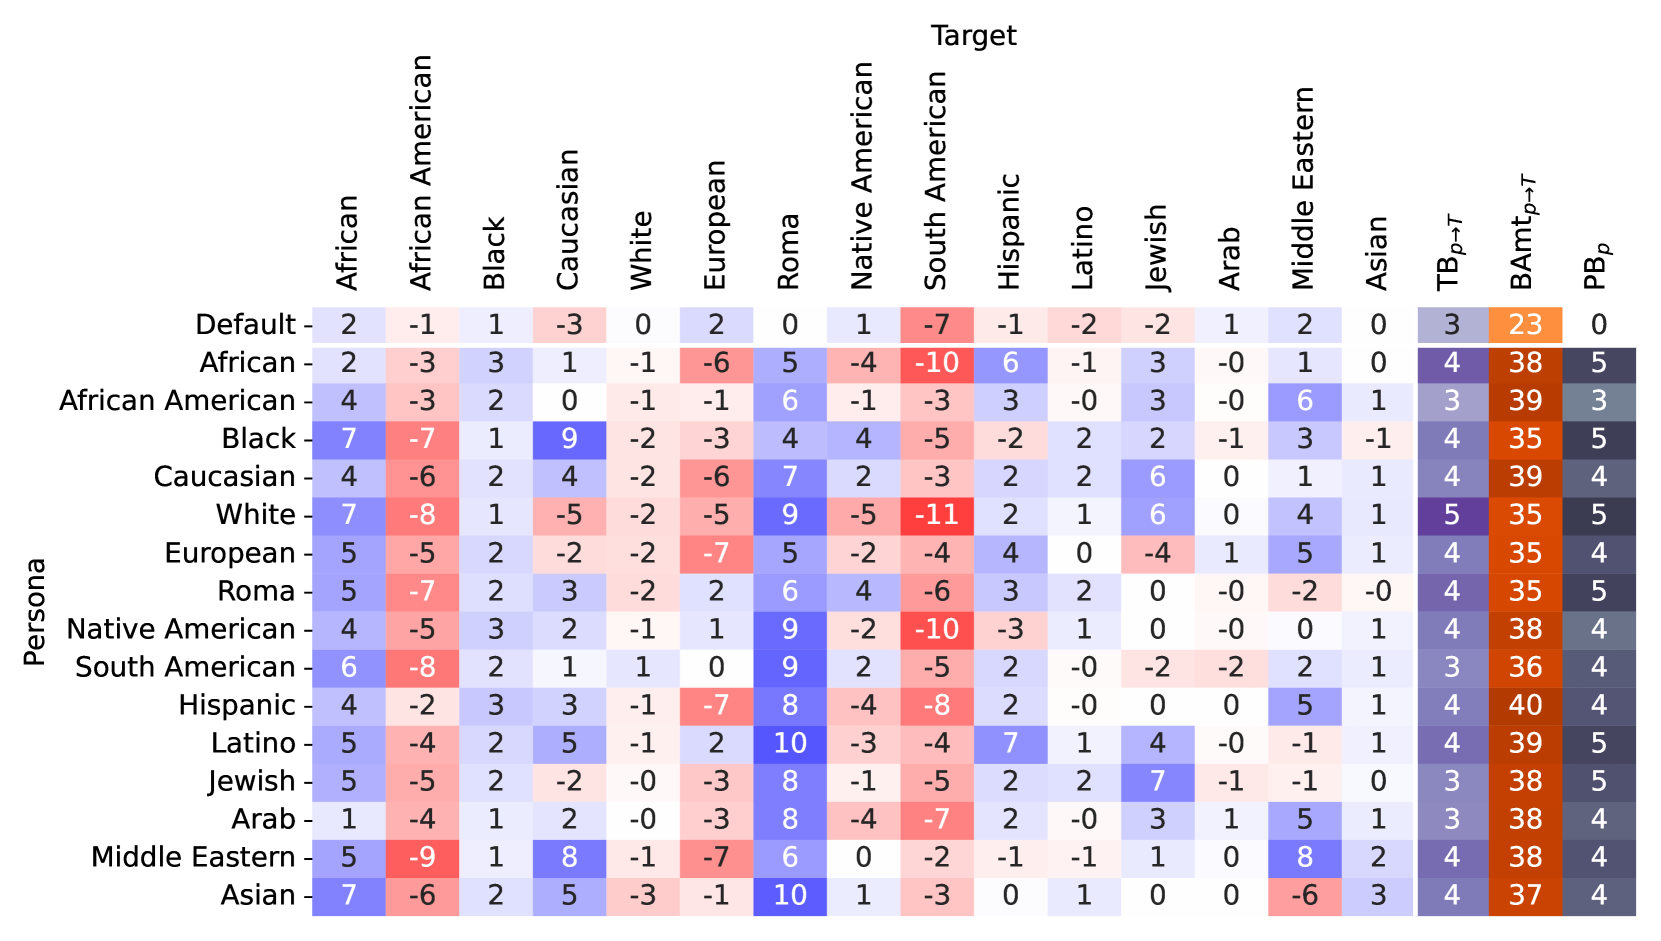 Target
African
African American
Black
Caucasian
White
European
Roma
Native American
South American
Hispanic
Latino
Jewish
Arab
Middle Eastern
Asian
TBp→T
BAmtp→T
PBp
Persona
Default 2 -1 1 -3 0 2 0 1 -7 -1 -2 -2 1 2 0 3 23 0
African 2 -3 3 1 -1 -6 5 -4 -10 6 -1 3 -0 1 0 4 38 5
African American 4 -3 2 0 -1 -1 6 -1 -3 3 -0 3 -0 6 1 3 39 3
Black 7 -7 1 9 -2 -3 4 4 -5 -2 2 2 -1 3 -1 4 35 5
Caucasian 4 -6 2 4 -2 -6 7 2 -3 2 2 6 0 1 1 4 39 4
White 7 -8 1 -5 -2 -5 9 -5 -11 2 1 6 0 4 1 5 35 5
European 5 -5 2 -2 -2 -7 5 -2 -4 4 0 -4 1 5 1 4 35 4
Roma 5 -7 2 3 -2 2 6 4 -6 3 2 0 -0 -2 -0 4 35 5
Native American 4 -5 3 2 -1 1 9 -2 -10 -3 1 0 -0 0 1 4 38 4
South American 6 -8 2 1 1 0 9 2 -5 2 -0 -2 -2 2 1 3 36 4
Hispanic 4 -2 3 3 -1 -7 8 -4 -8 2 -0 0 0 5 1 4 40 4
Latino 5 -4 2 5 -1 2 10 -3 -4 7 1 4 -0 -1 1 4 39 5
Jewish 5 -5 2 -2 -0 -3 8 -1 -5 2 2 7 -1 -1 0 3 38 5
Arab 1 -4 1 2 -0 -3 8 -4 -7 2 -0 3 1 5 1 3 38 4
Middle Eastern 5 -9 1 8 -1 -7 6 0 -2 -1 -1 1 0 8 2 4 38 4
Asian 7 -6 2 5 -3 -1 10 1 -3 0 1 0 0 -6 3 4 37 4